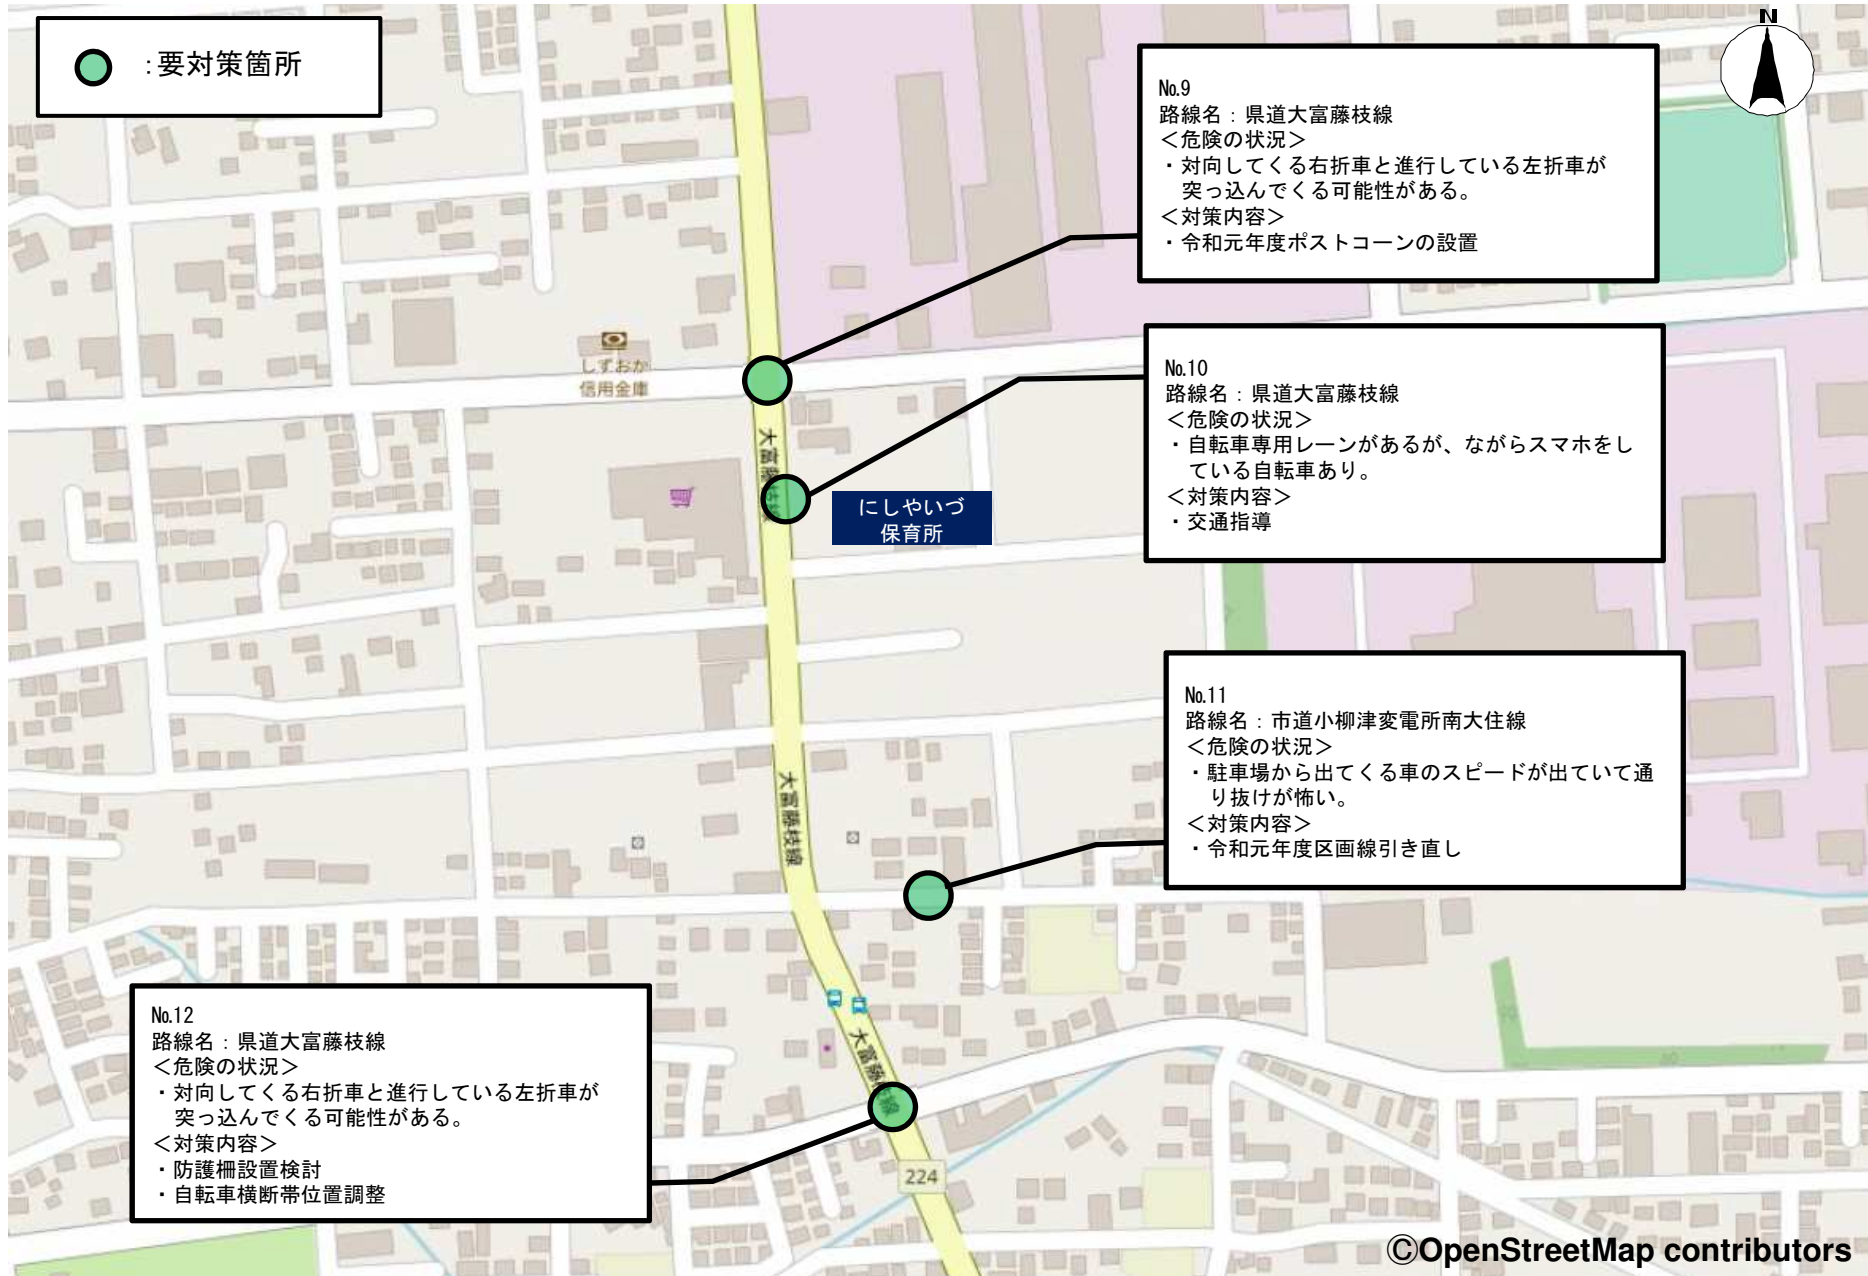 ：要対策箇所
N
No.9
路線名：県道大富藤枝線
＜危険の状況＞
・対向してくる右折車と進行している左折車が
突っ込んでくる可能性がある。
＜対策内容＞
・令和元年度ポストコーンの設置
しずおか
信用金庫
No.10
路線名：県道大富藤枝線
＜危険の状況＞
・自転車専用レーンがあるが、ながらスマホをし
ている自転車あり。
＜対策内容＞
・交通指導
大富藤枝線
にしやいづ
保育所
No.11
路線名：市道小柳津変電所南大住線
＜危険の状況＞
・駐車場から出てくる車のスピードが出ていて通
り抜けが怖い。
＜対策内容＞
・令和元年度区画線引き直し
大富藤枝線
No.12
路線名：県道大富藤枝線
＜危険の状況＞
・対向してくる右折車と進行している左折車が
突っ込んでくる可能性がある。
＜対策内容＞
・防護柵設置検討
・自転車横断帯位置調整
大富藤枝線
224
ⒸOpenStreetMap contributors